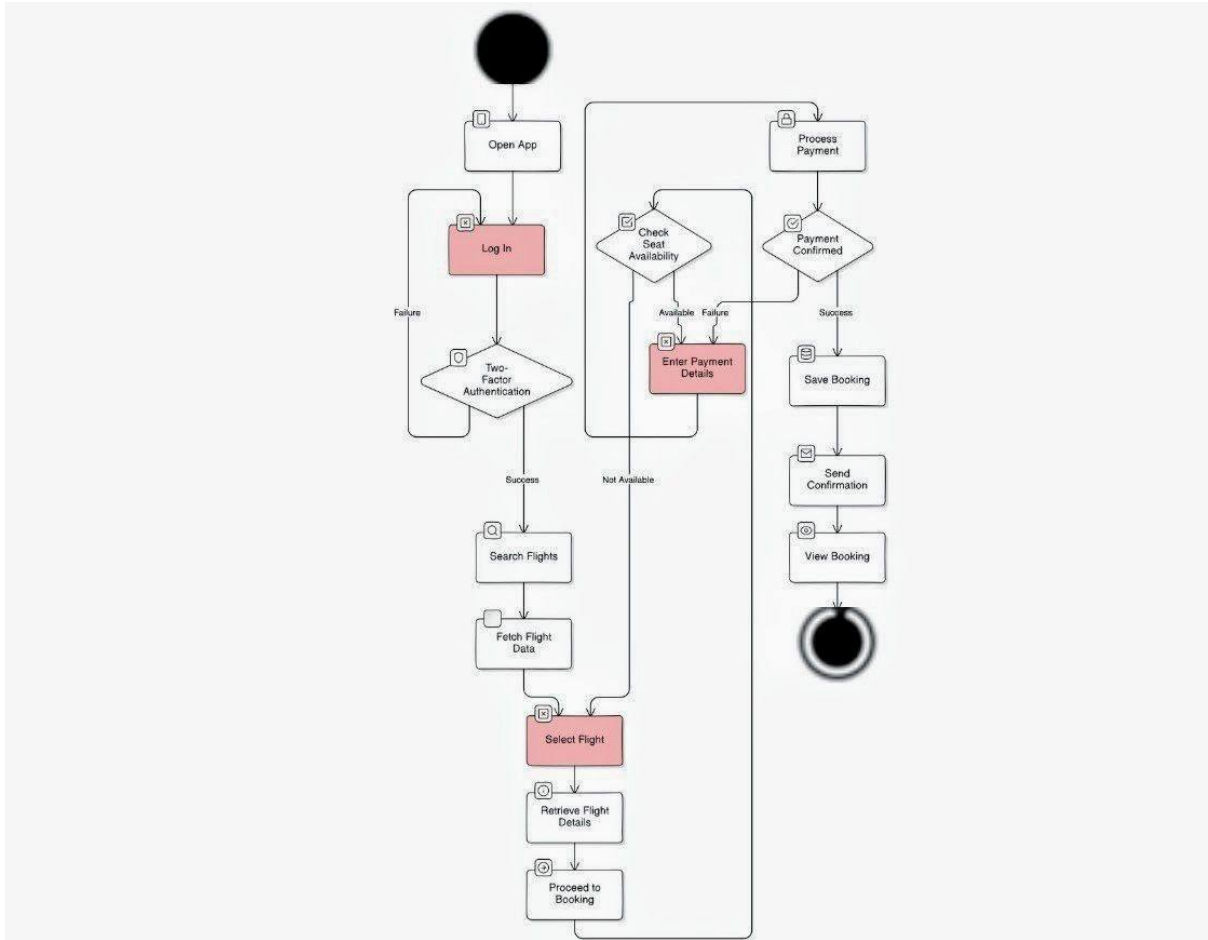 Open App
Log In
Failure
Two-
Factor
Authentication
Success
Search Flights
Fetch Flight
Data
Select Flight
Retrieve Flight
Details
Proceed to
Booking
Check
Seat
Availability
Available
Not Available
Enter Payment
Details
Process
Payment
Payment
Confirmed
Failure
Success
Save Booking
Send
Confirmation
View Booking